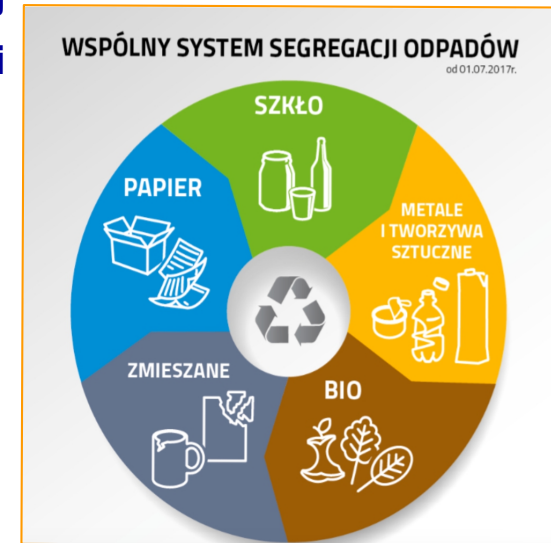 WSPÓLNY SYSTEM SEGREGACJI ODPADÓW
od 01.07.2017r.
SZKŁO
PAPIER
METALE
I TWORZYWA
SZTUCZNE
ZMIESZANE
BIO
i